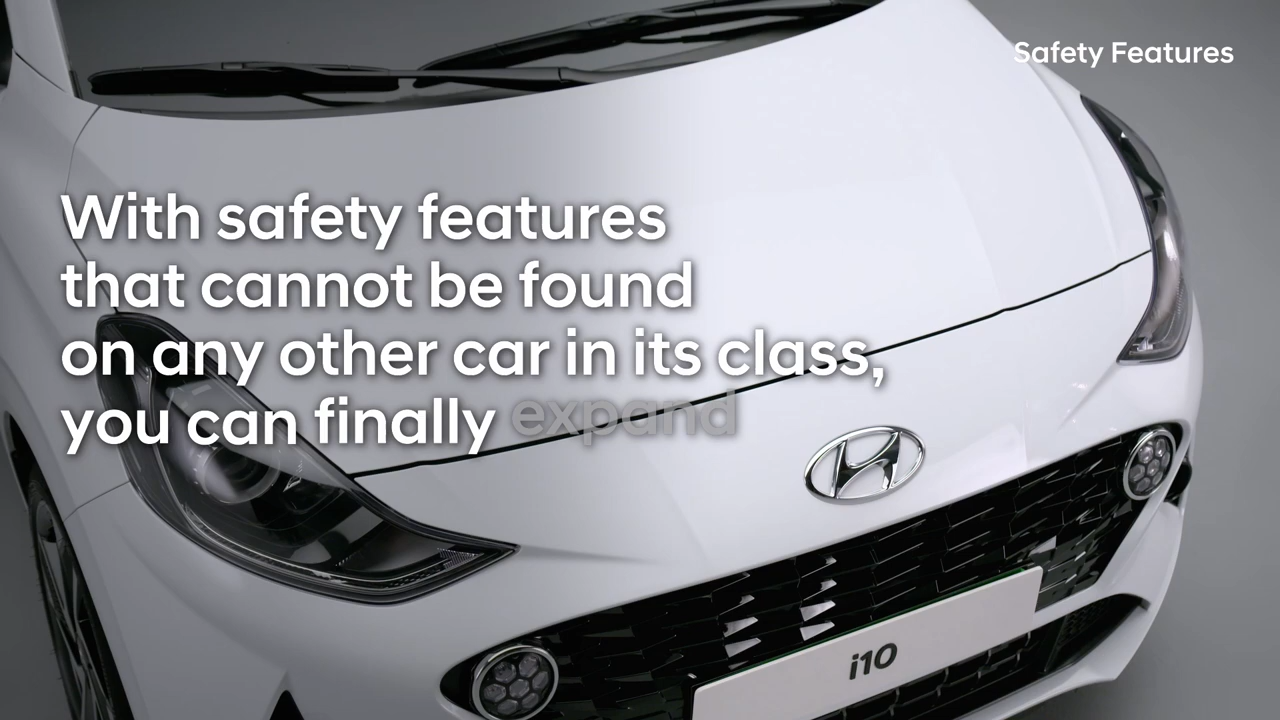 Safety Features
With safety features
that cannot be found
on any other car in its class,
you can finally expand
i10